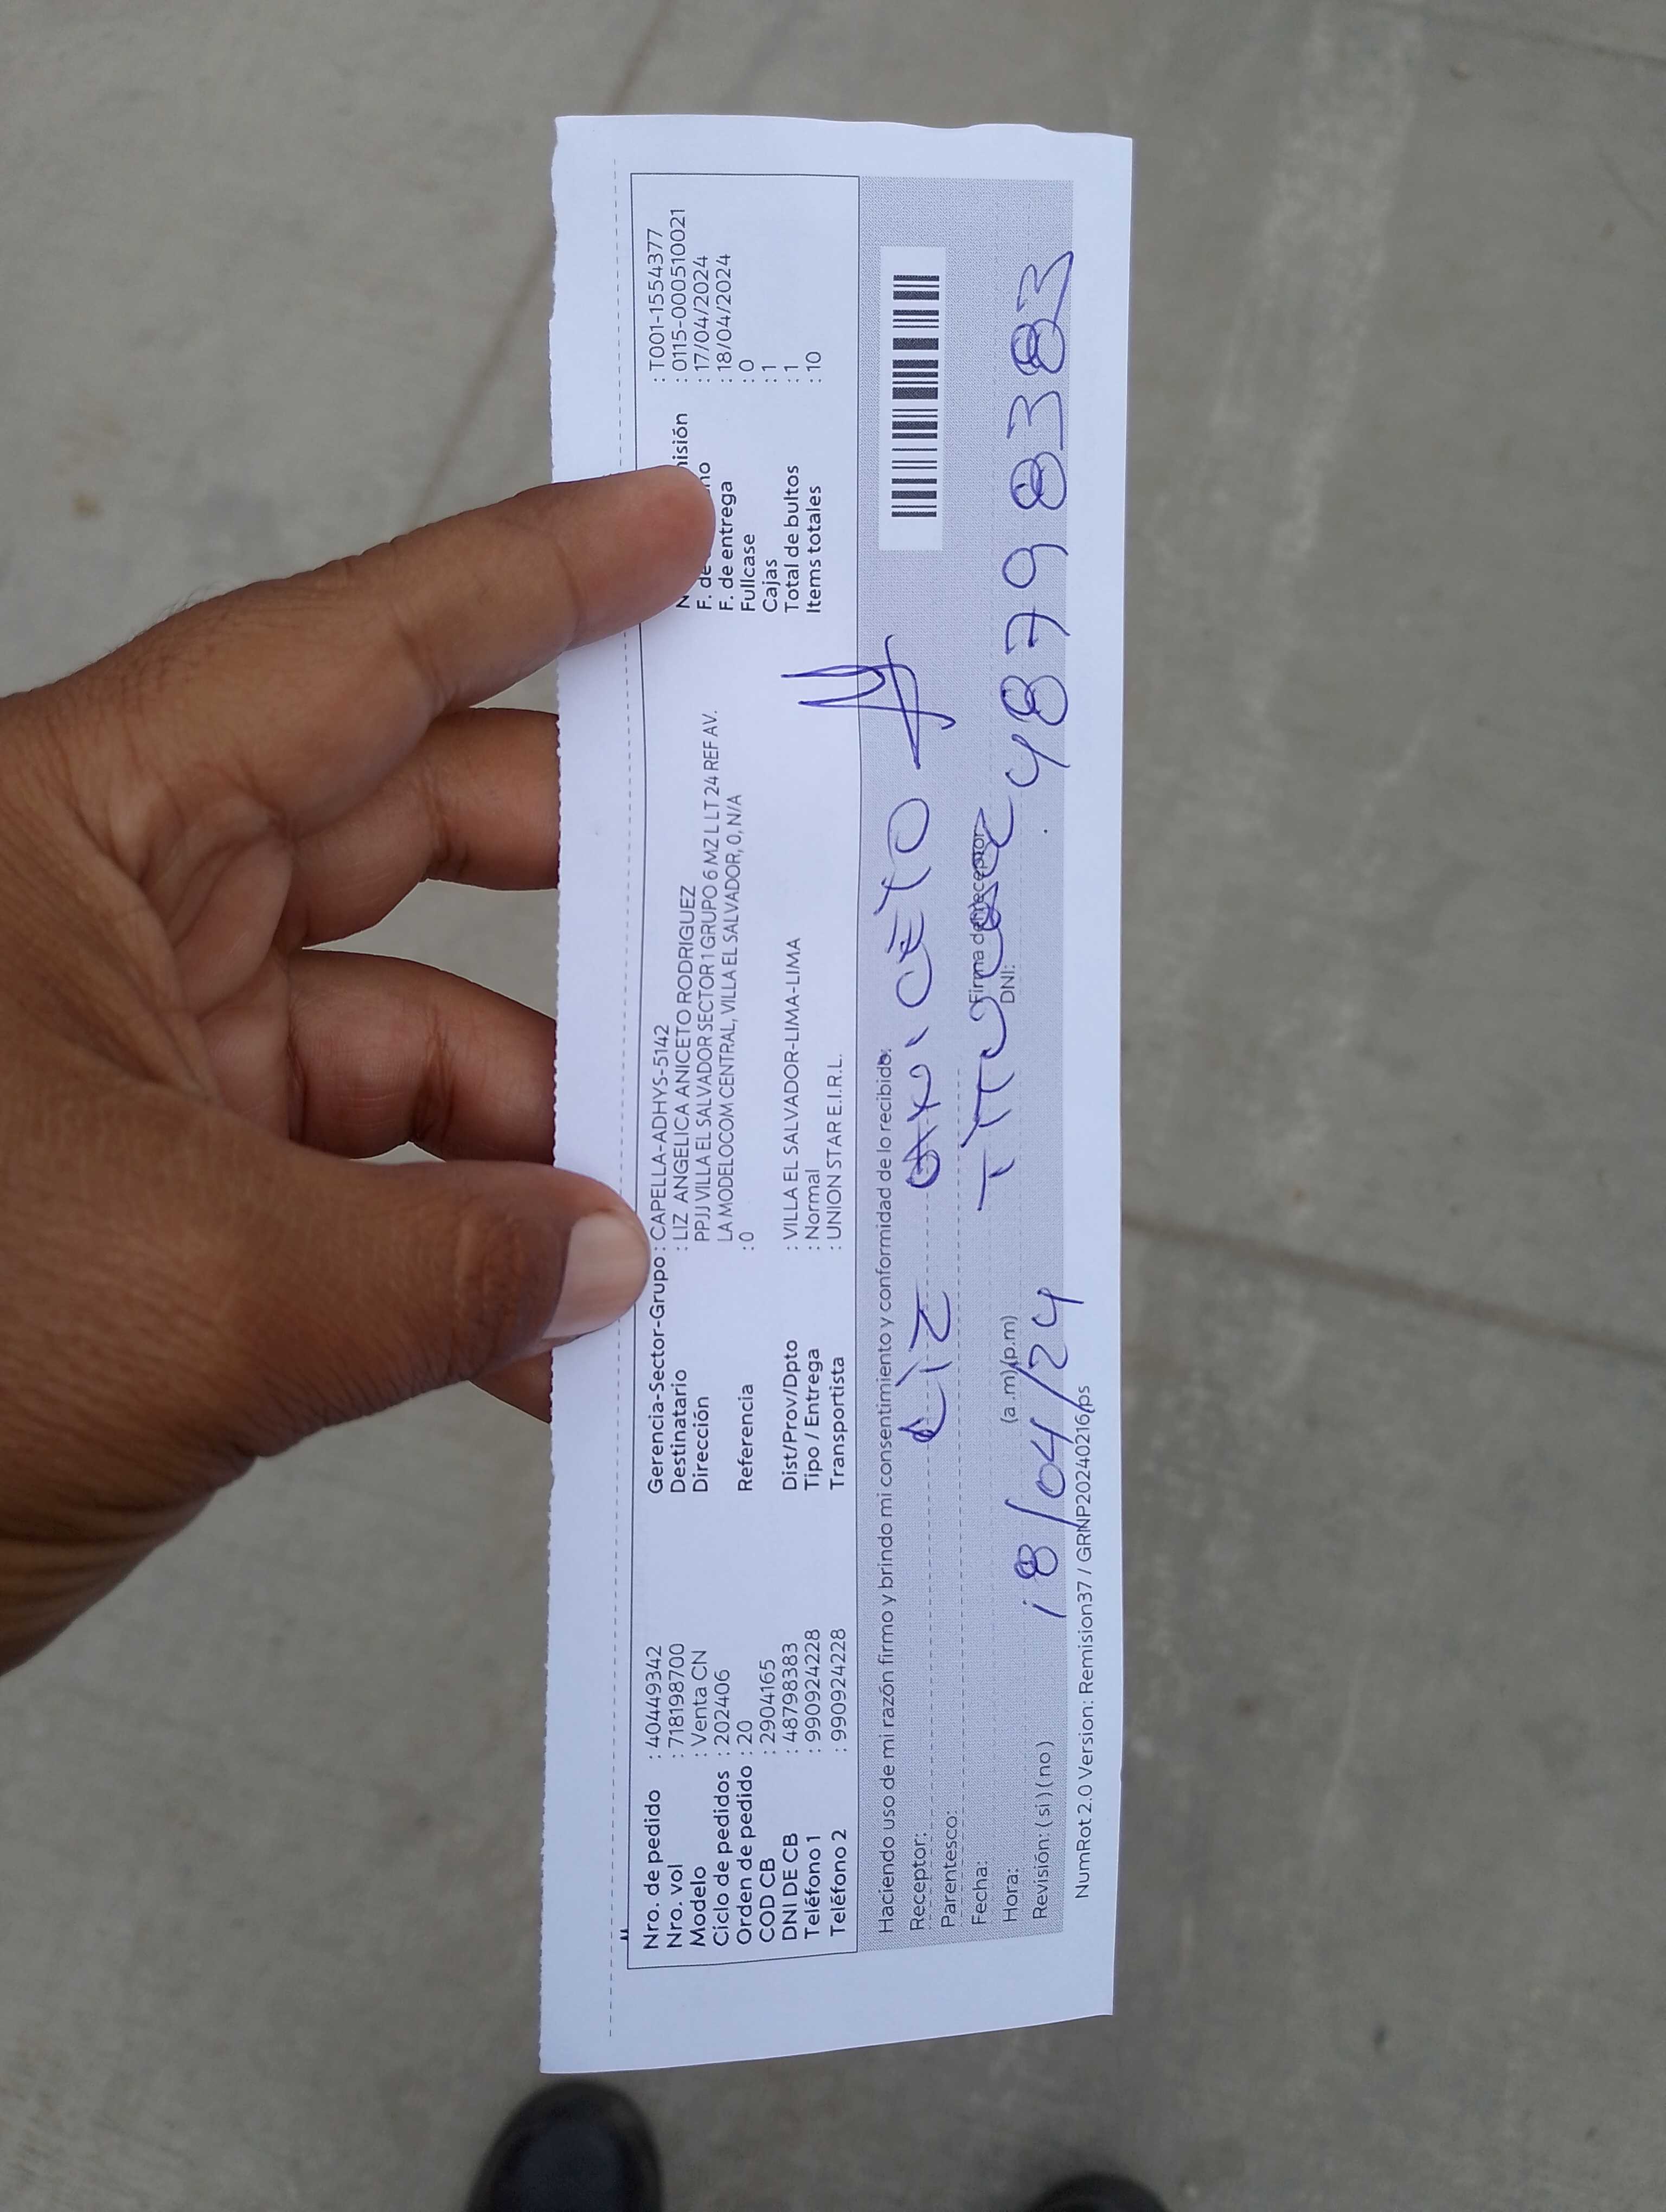 Nro. de pedido : 40449342
Nro. vol : 718198700
Modelo : Venta CN
Ciclo de pedidos : 202406
Orden de pedido : 20
COD CB : 2904165
DNI DE CB : 48798383
Teléfono 1 : 990924228
Teléfono 2 : 990924228
Gerencia-Sector-Grupo : CAPELLA-ADHYS-5142
Destinatario : LIZ ANGELICA ANICETO RODRIGUEZ
Dirección PPJJ VILLA EL SALVADOR SECTOR 1 GRUPO 6 MZ L LT 24 REF AV.
LA MODELOCOM CENTRAL, VILLA EL SALVADOR, 0, N/A
Referencia : 0
Dist/Prov/Dpto : VILLA EL SALVADOR-LIMA-LIMA
Tipo / Entrega : Normal
Transportista : UNION STAR E.I.R.L.
: T001-1554377
: 0115-000510021
: 17/04/2024
F. de entrega : 18/04/2024
Fullcase : 0
Cajas : 1
Total de bultos : 1
Items totales : 10
Haciendo uso de mi razón firmo y brindo mi consentimiento y conformidad de lo recibido.
Receptor: Liz ANiCETO
Parentesco:
Fecha: 18/04/24
Hora: (a.m)(p.m)
Revisión: ( si ) ( no )
Firma del receptor
DNI: 48798383
NumRot 2.0 Version: Remision37 / GRNP20240216/ps